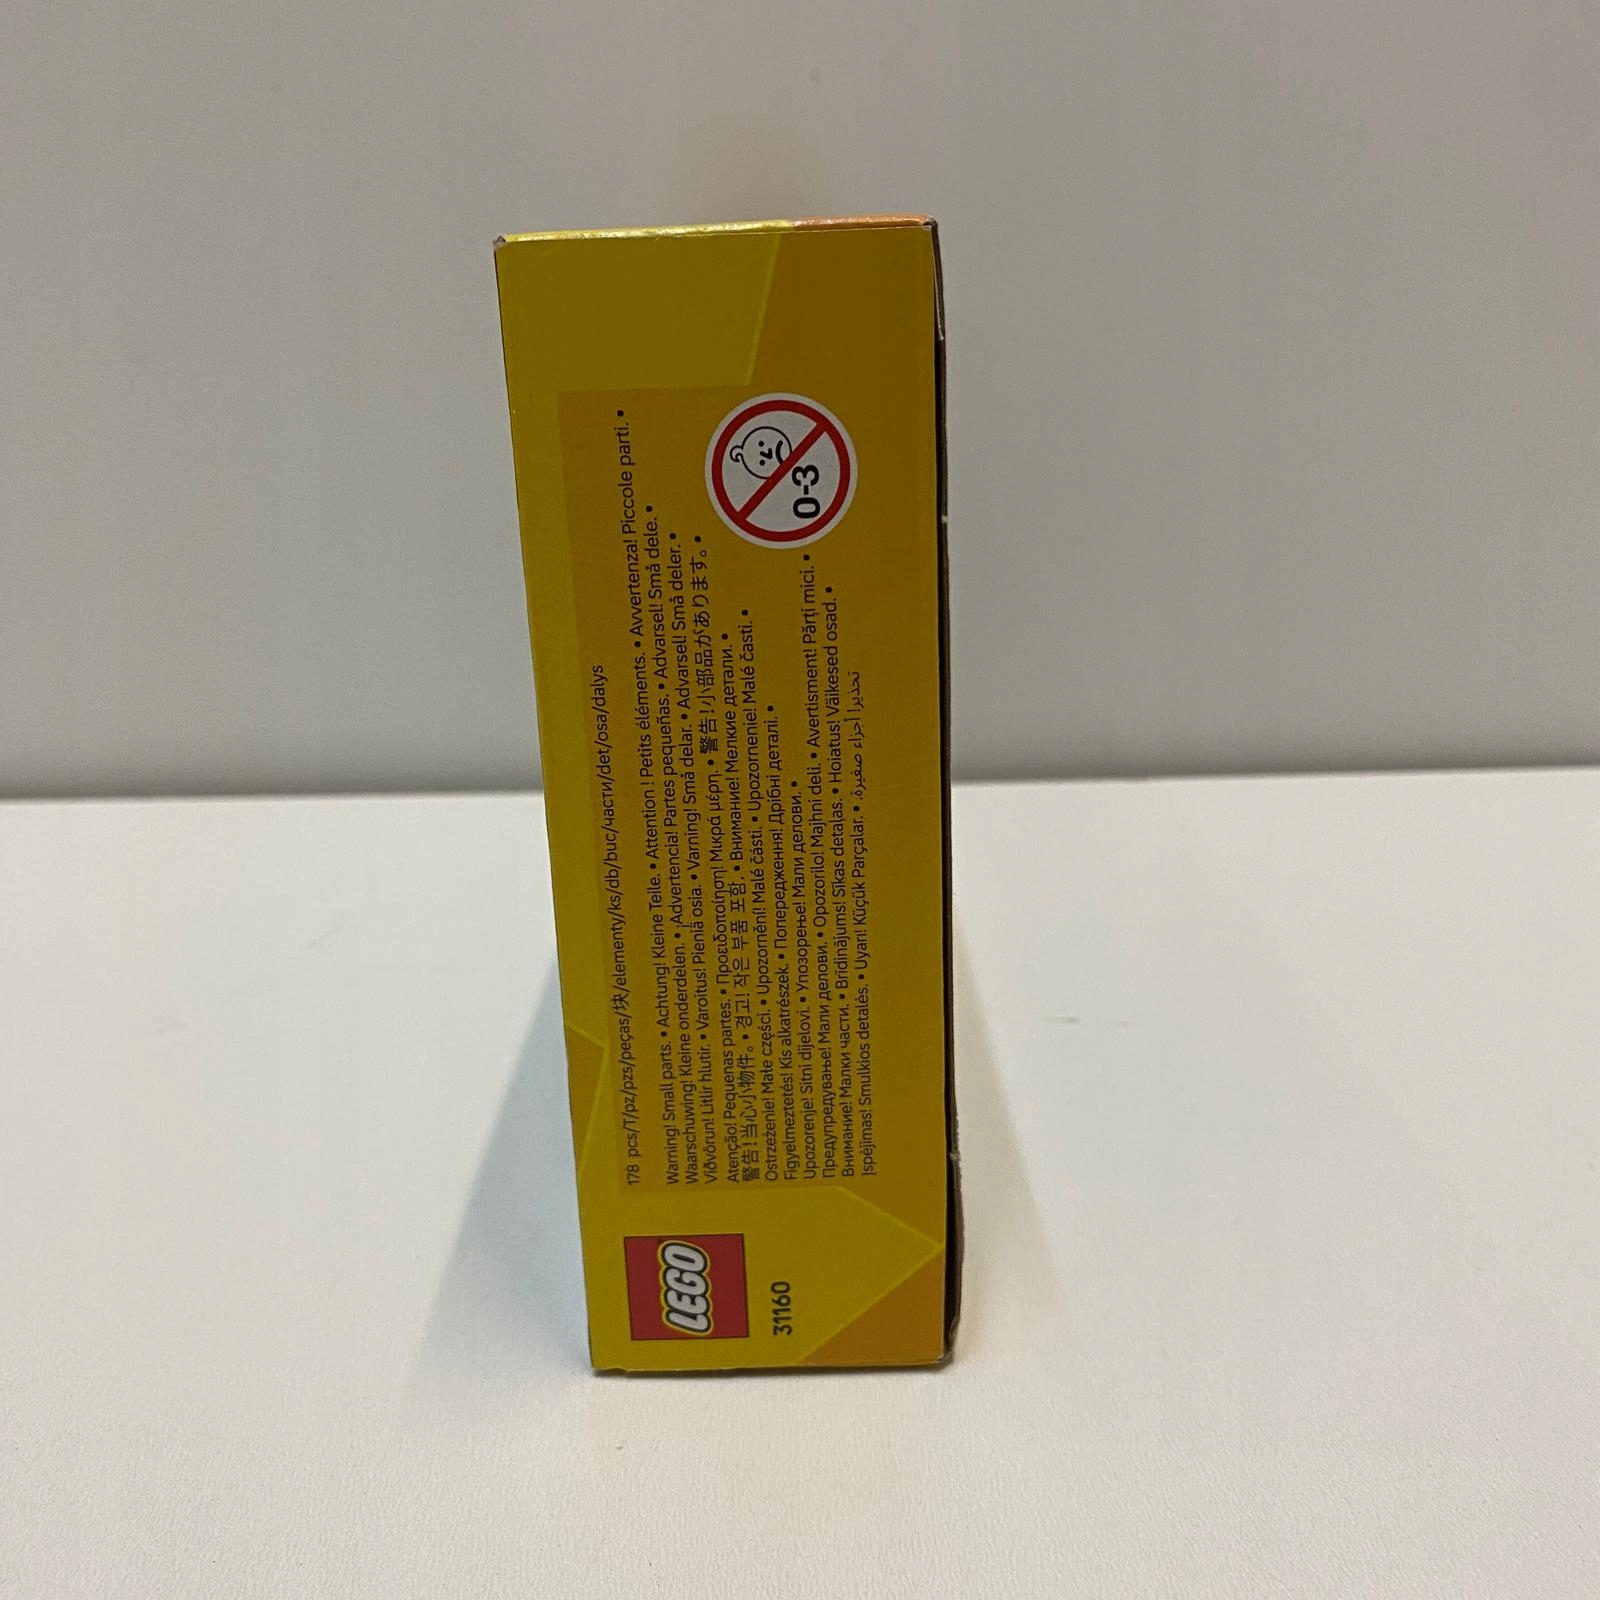 178 pcs/T/pz/pzs/peças/块/elementy/ks/db/buc/части/det/osa/dalys
Warning! Small parts. • Achtung! Kleine Teile. • Attention ! Petits éléments. • Avvertenza! Piccole parti. •
Waarschuwing! Kleine onderdelen. • ¡Advertencia! Partes pequeñas. • Advarsel! Små dele. •
Viðvörun! Litlir hlutir. • Varoitus! Pieniä osia. • Varning! Små delar. • Advarsel! Små deler. •
Atenção! Pequenas partes. • Προειδοποίηση! Μικρά μέρη. • 警告！小部品があります。 •
警告！当心小物件。 • 경고! 작은 부품 포함. • Внимание! Мелкие детали. •
Ostrzeżenie! Małe części. • Upozornění! Malé části. • Upozornenie! Malé časti. •
Figyelmeztetés! Kis alkatrészek. • Попередження! Дрібні деталі. •
Upozorenje! Sitni dijelovi. • Упозорење! Мали делови. •
Предупредување! Мали делови. • Opozorilo! Majhni deli. • Avertisment! Părți mici. •
Внимание! Малки части. • Brīdinājums! Sīkas detaļas. • Hoiatus! Väikesed osad. •
Įspėjimas! Smulkios detalės. • Uyarı! Küçük Parçalar. • تحذير! أجزاء صغيرة.
0-3
LEGO
31160